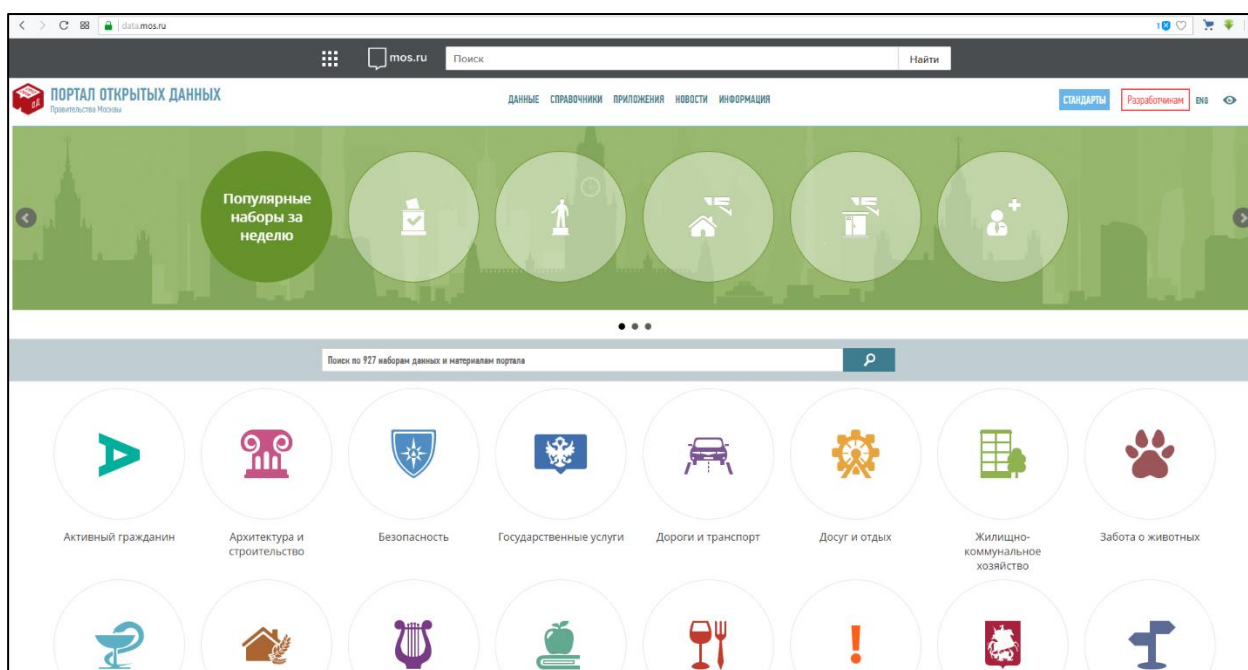 data.mos.ru
1
mos.ru
Поиск
Найти
ПОРТАЛ ОТКРЫТЫХ ДАННЫХ
Правительства Москвы
ДАННЫЕ СПРАВОЧНИКИ ПРИЛОЖЕНИЯ НОВОСТИ ИНФОРМАЦИЯ
СТАНДАРТЫ
Разработчикам
ENG
Популярные
наборы за
неделю
Поиск по 927 наборам данных и материалам портала
Активный гражданин
Архитектура и
строительство
Безопасность
Государственные услуги
Дороги и транспорт
Досуг и отдых
Жилищно-
коммунальное
хозяйство
Забота о животных